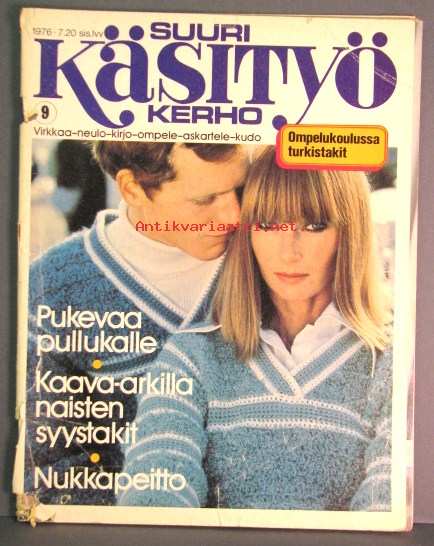 1976 · 7.20 sis.lvv
SUURI
KÄSITYÖ
KERHO
9
Virkkaa–neulo–kirjo–ompele–askartele–kudo
Ompelukoulussa
turkistakit
Antikvariaatti.net
Pukevaa
pullukalle
Kaava-arkilla
naisten
syystakit
Nukkapeitto